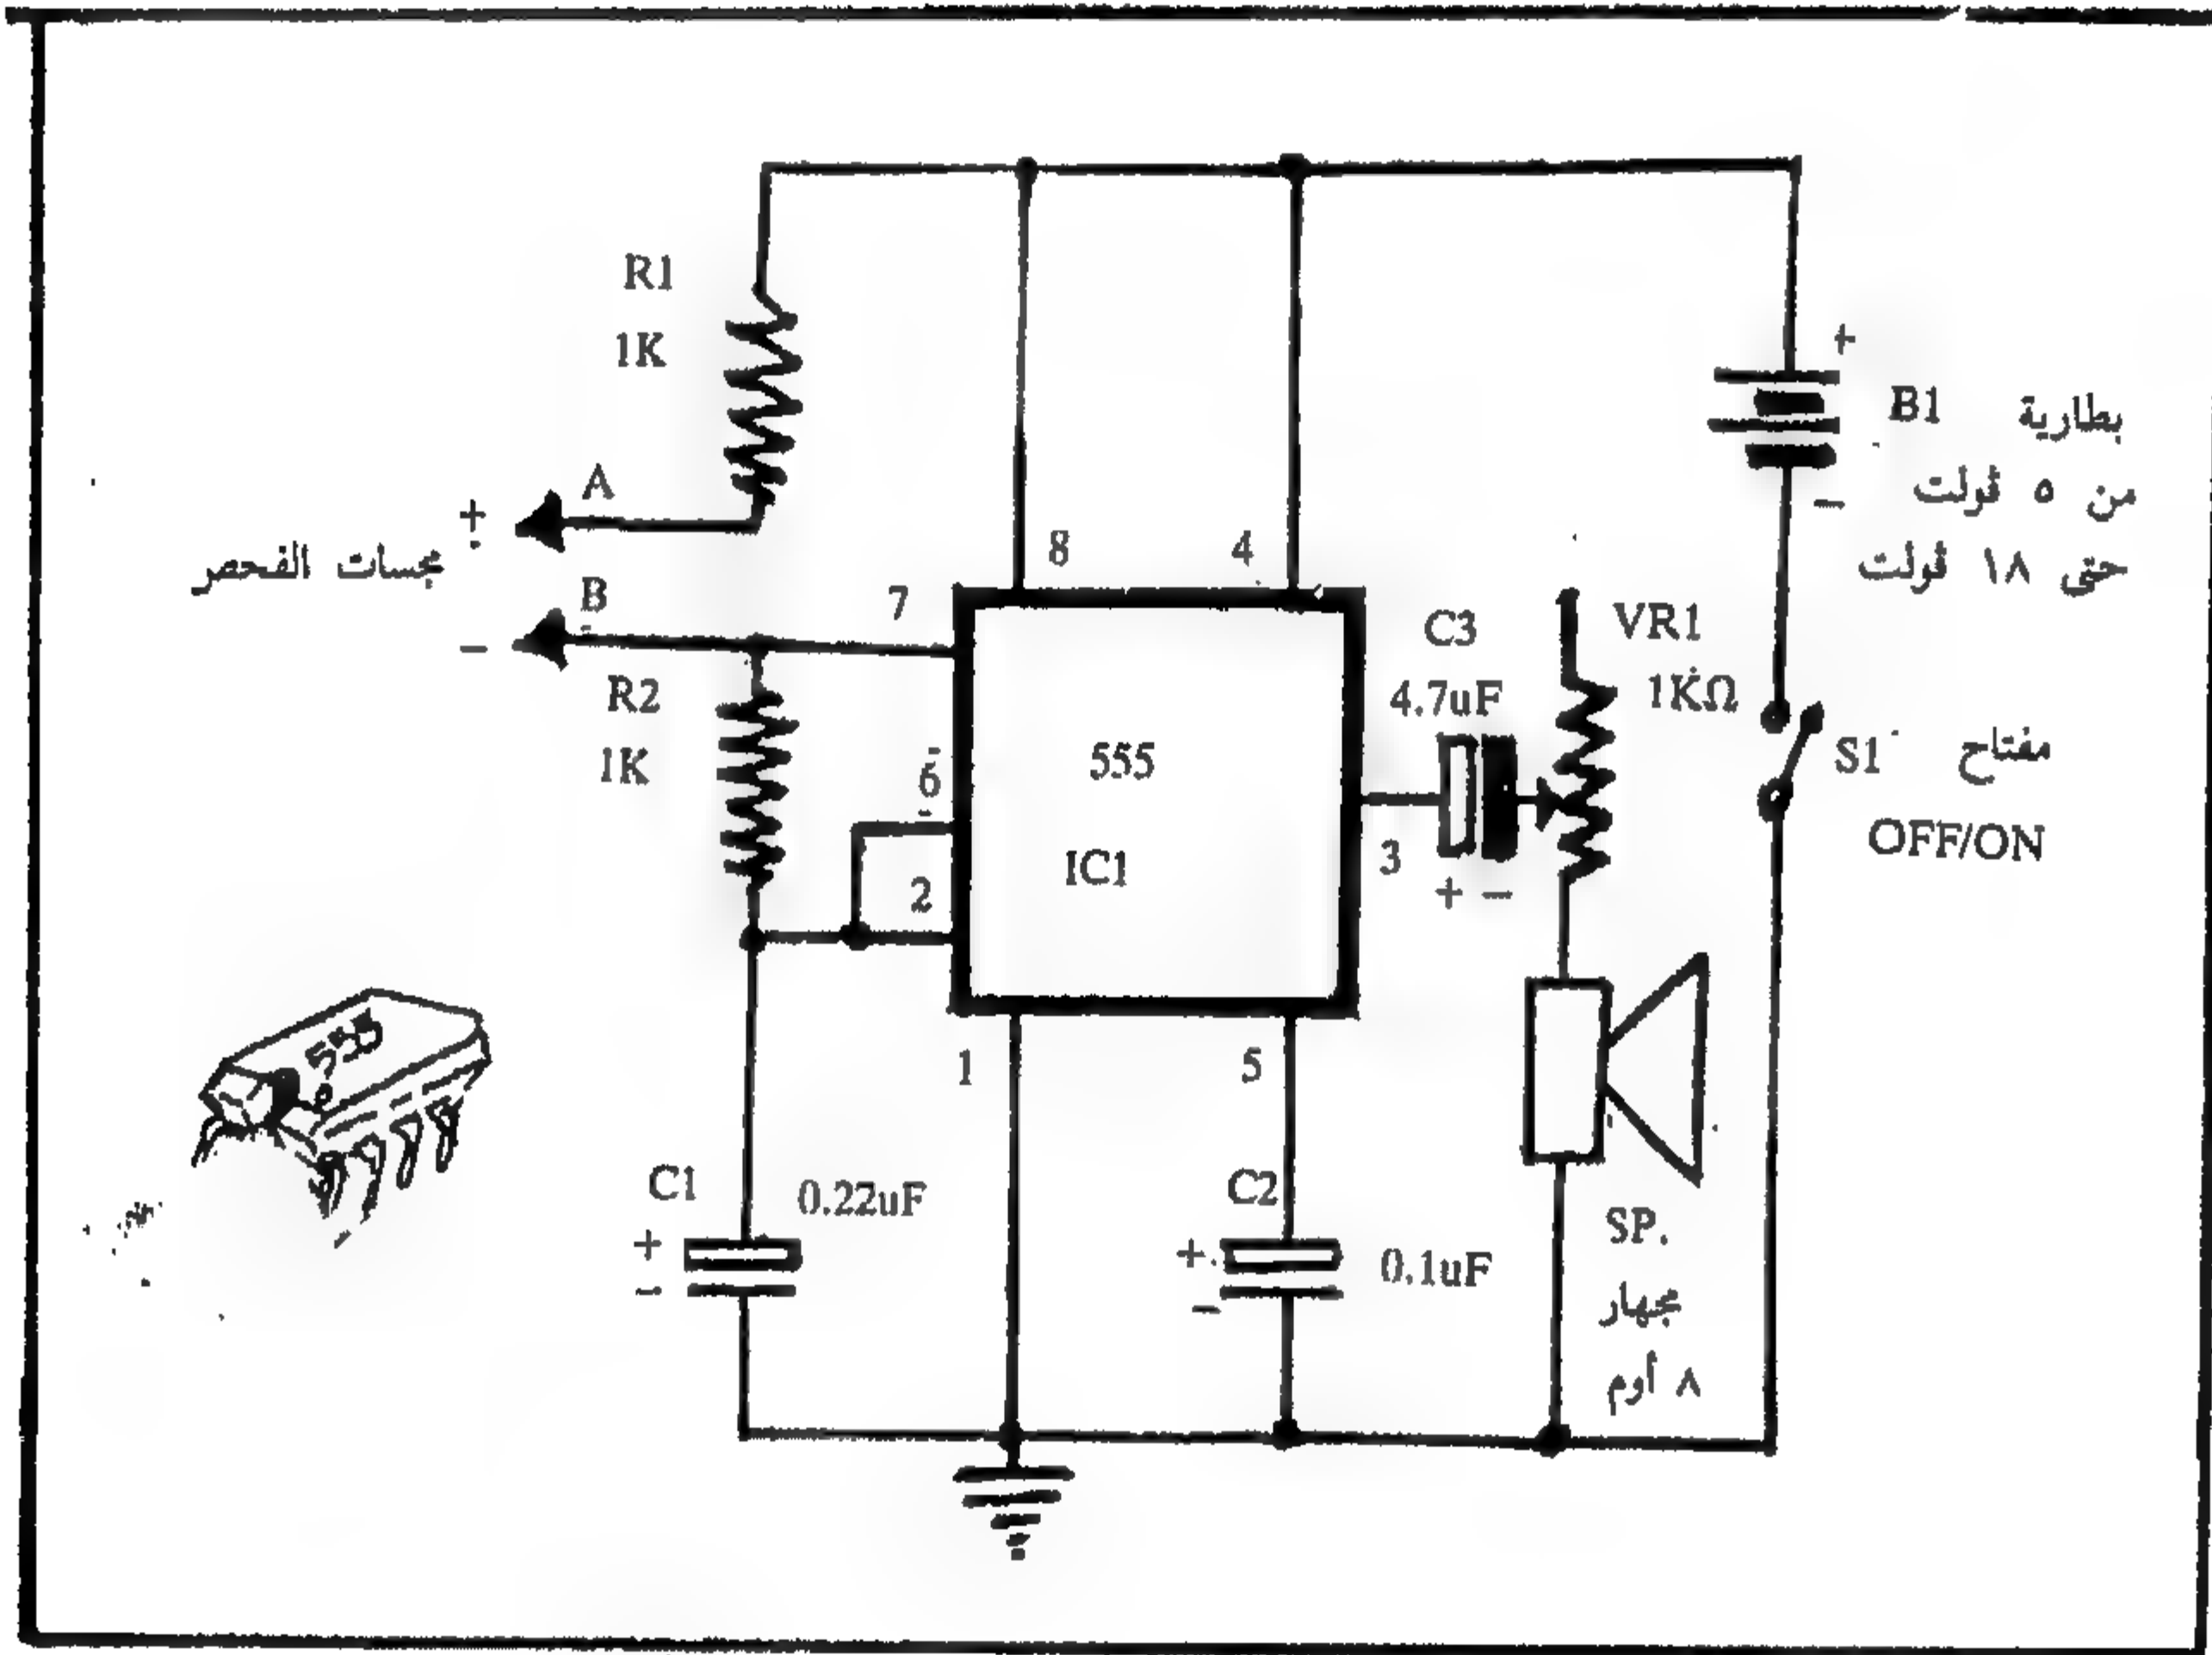 R1
1K
+
A
مجسات الفحصر
B
−
7
8
4
R2
1K
6
2
555
IC1
1
5
3
C3
4.7uF
+ −
VR1
1KΩ
+
B1 بطارية
من ٥ ڤولت
−
حتى ١٨ ڤولت
S1 مفتاح
OFF/ON
555
C1
0.22uF
+
−
C2
0.1uF
+
−
SP.
مجهار
٨ أوم